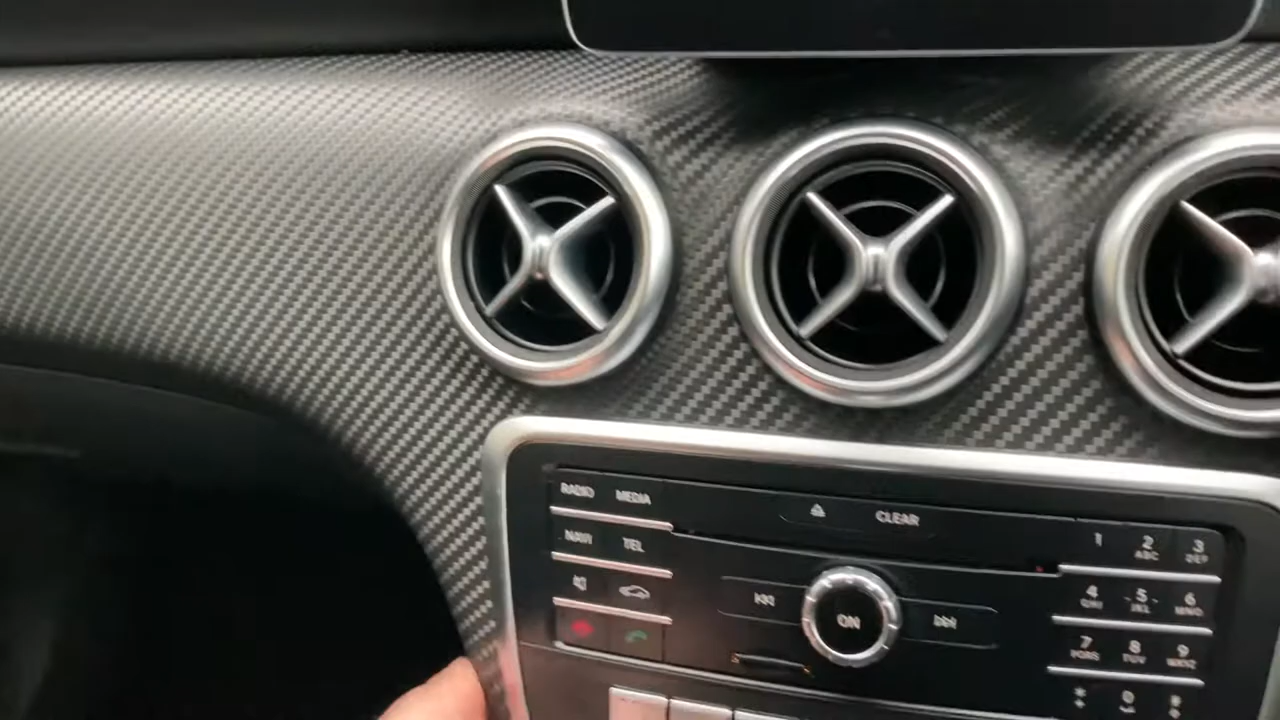 RADIO MEDIA
CLEAR
NAVI TEL
ON
1 2 ABC 3 DEF
4 GHI 5 JKL 6 MNO
7 PQRS 8 TUV 9 WXYZ
* 0 #